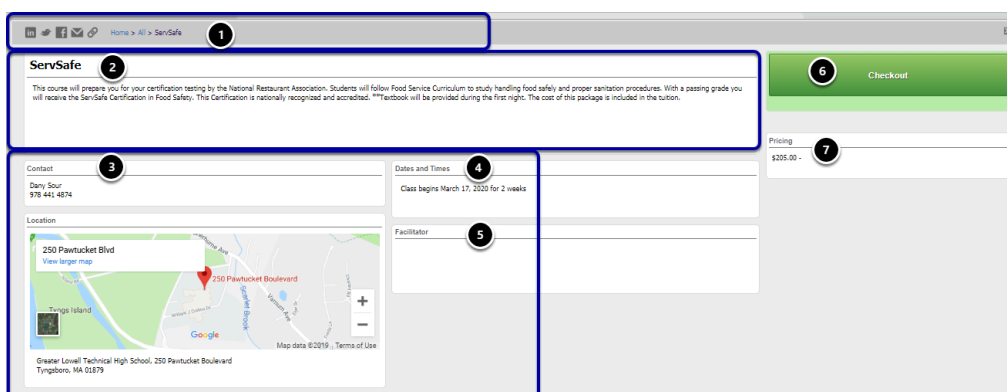 Home > All > ServSafe
1
ServSafe
2
This course will prepare you for your certification testing by the National Restaurant Association. Students will follow Food Service Curriculum to study handling food safely and proper sanitation procedures. With a passing grade you
will receive the ServSafe Certification in Food Safety. This Certification is nationally recognized and accredited. **Textbook will be provided during the first night. The cost of this package is included in the tuition.
6
Checkout
Pricing
7
$205.00 -
Contact
3
Dany Sour
978 441 4874
Dates and Times
4
Class begins March 17, 2020 for 2 weeks
Location
Facilitator
5
250 Pawtucket Blvd
View larger map
250 Pawtucket Boulevard
Varnum Ave
Scarlet Brook
Tyngs Island
Google
Map data ©2019
Terms of Use
Greater Lowell Technical High School, 250 Pawtucket Boulevard
Tyngsboro, MA 01879